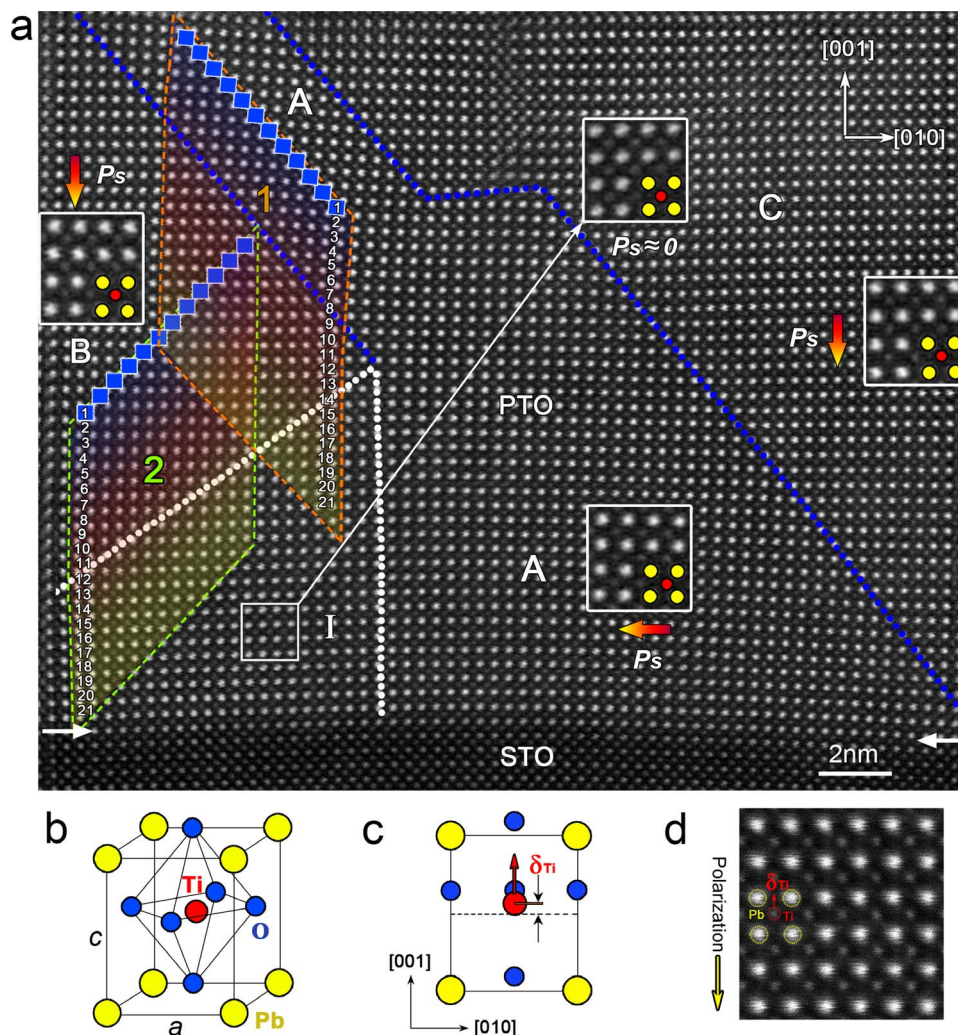 a
[001]
[010]
A
1
C
Ps
Ps≈0
B
Ps
PTO
2
A
I
Ps
STO
2nm
1
2
3
4
5
6
7
8
9
10
11
12
13
14
15
16
17
18
19
20
21
1
2
3
4
5
6
7
8
9
10
11
12
13
14
15
16
17
18
19
20
21
b
Ti
O
c
a
Pb
c
δTi
[001]
[010]
d
Polarization
δTi
Pb
Ti